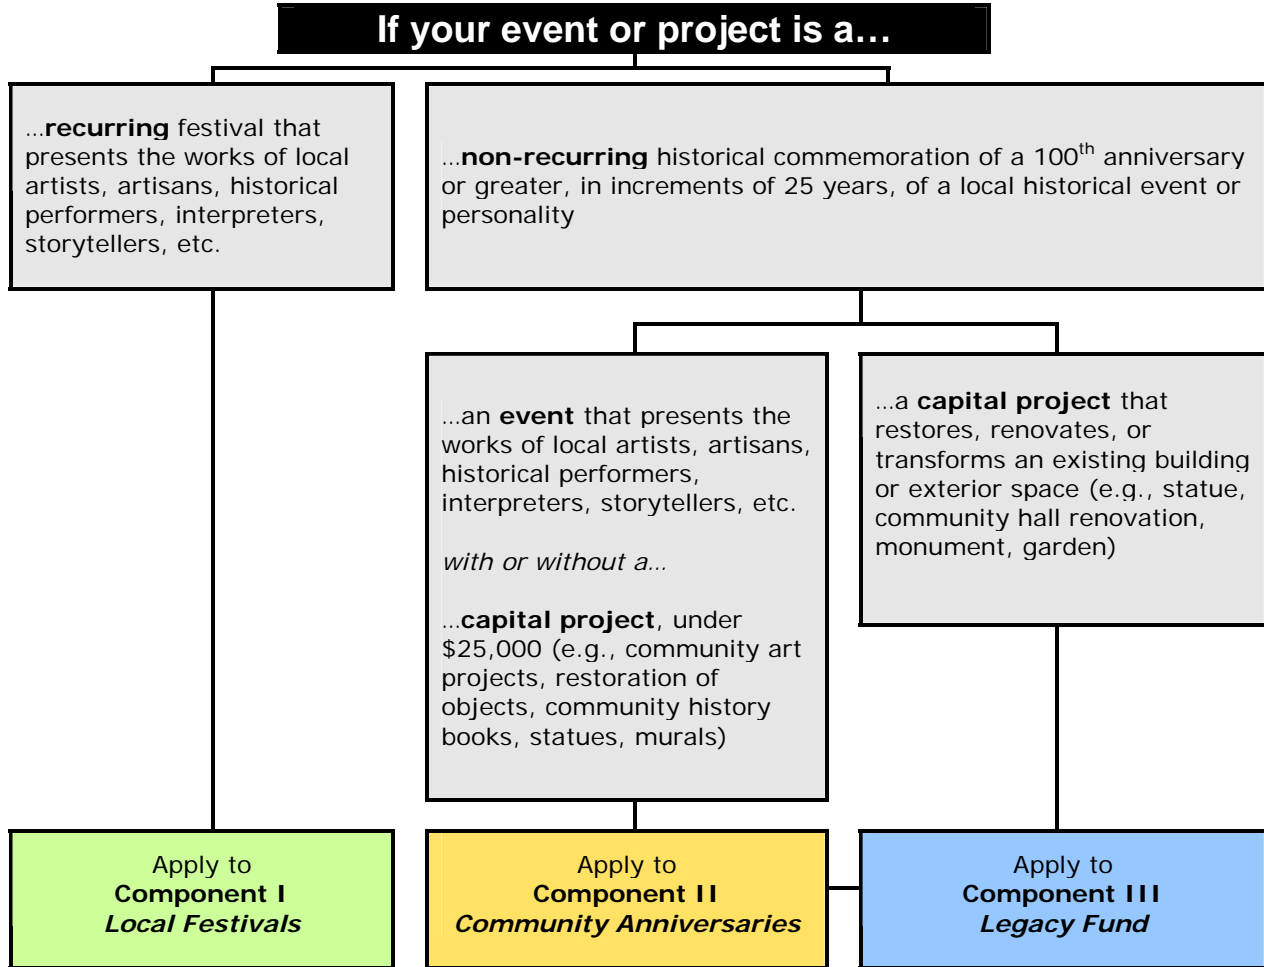 If your event or project is a…
…recurring festival that
presents the works of local
artists, artisans, historical
performers, interpreters,
storytellers, etc.
…non-recurring historical commemoration of a 100th anniversary
or greater, in increments of 25 years, of a local historical event or
personality
…an event that presents the
works of local artists, artisans,
historical performers,
interpreters, storytellers, etc.
with or without a…
…capital project, under
$25,000 (e.g., community art
projects, restoration of
objects, community history
books, statues, murals)
…a capital project that
restores, renovates, or
transforms an existing building
or exterior space (e.g., statue,
community hall renovation,
monument, garden)
Apply to
Component I
Local Festivals
Apply to
Component II
Community Anniversaries
Apply to
Component III
Legacy Fund